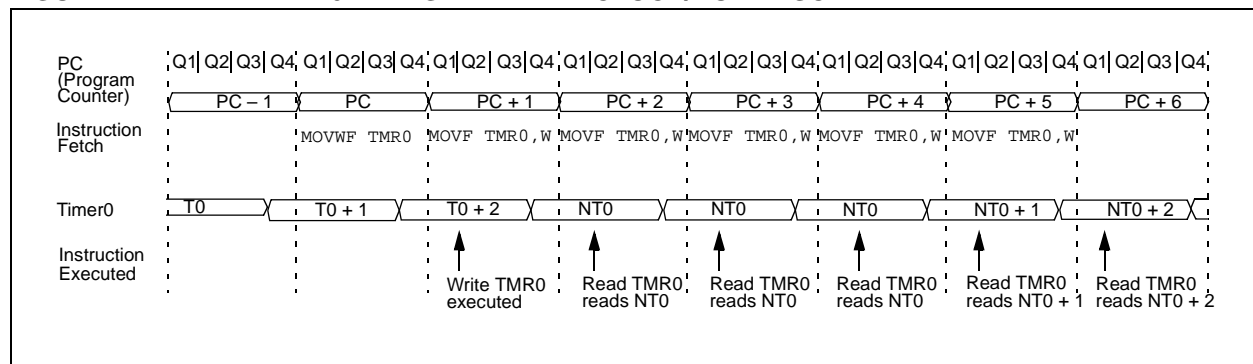 PC
(Program
Counter)
Q1 Q2 Q3 Q4 Q1 Q2 Q3 Q4 Q1 Q2 Q3 Q4 Q1 Q2 Q3 Q4 Q1 Q2 Q3 Q4 Q1 Q2 Q3 Q4 Q1 Q2 Q3 Q4 Q1 Q2 Q3 Q4
PC – 1 PC PC + 1 PC + 2 PC + 3 PC + 4 PC + 5 PC + 6
Instruction
Fetch
MOVWF TMR0 MOVF TMR0,W MOVF TMR0,W MOVF TMR0,W MOVF TMR0,W MOVF TMR0,W
Timer0
T0 T0 + 1 T0 + 2 NT0 NT0 NT0 NT0 + 1 NT0 + 2
Instruction
Executed
Write TMR0
executed
Read TMR0
reads NT0
Read TMR0
reads NT0
Read TMR0
reads NT0
Read TMR0
reads NT0 + 1
Read TMR0
reads NT0 + 2